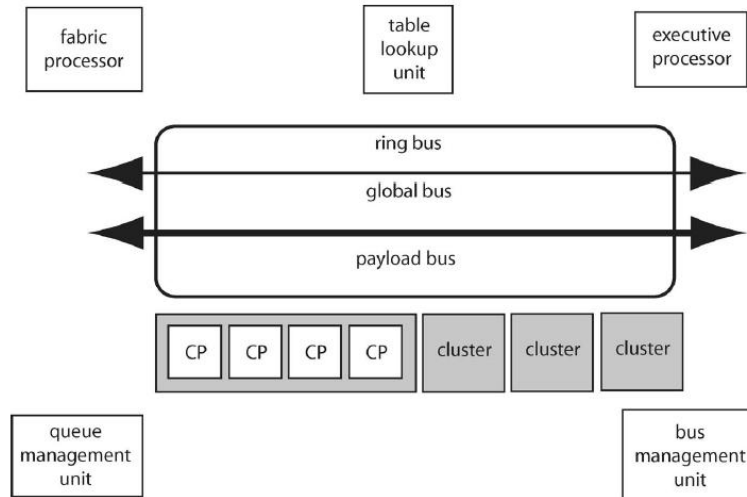 fabric
processor
table
lookup
unit
executive
processor
ring bus
global bus
payload bus
CP CP CP CP cluster cluster cluster
queue
management
unit
bus
management
unit